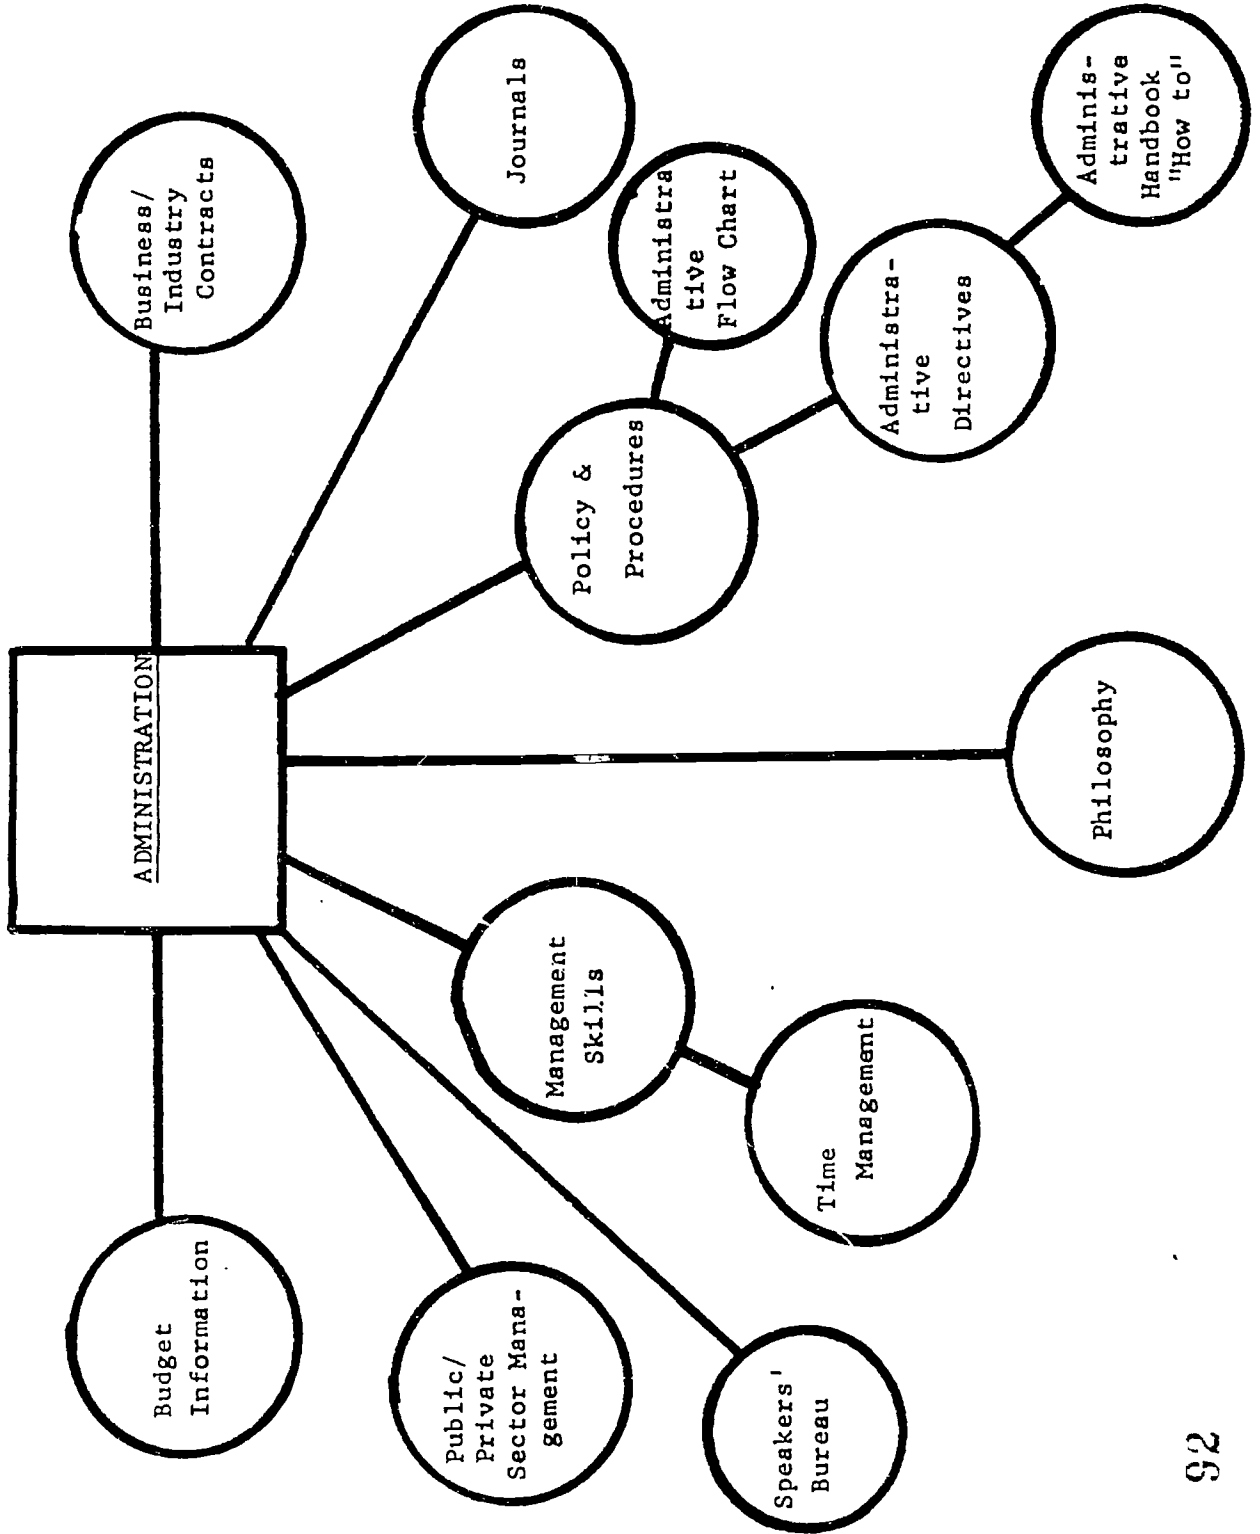 ADMINISTRATION
Budget
Information
Public/
Private
Sector Mana-
gement
Speakers'
Bureau
Management
Skills
Time
Management
Philosophy
Policy &
Procedures
Administra
tive
Flow Chart
Administra-
tive
Directives
Adminis-
trative
Handbook
"How to"
Journals
Business/
Industry
Contracts
92